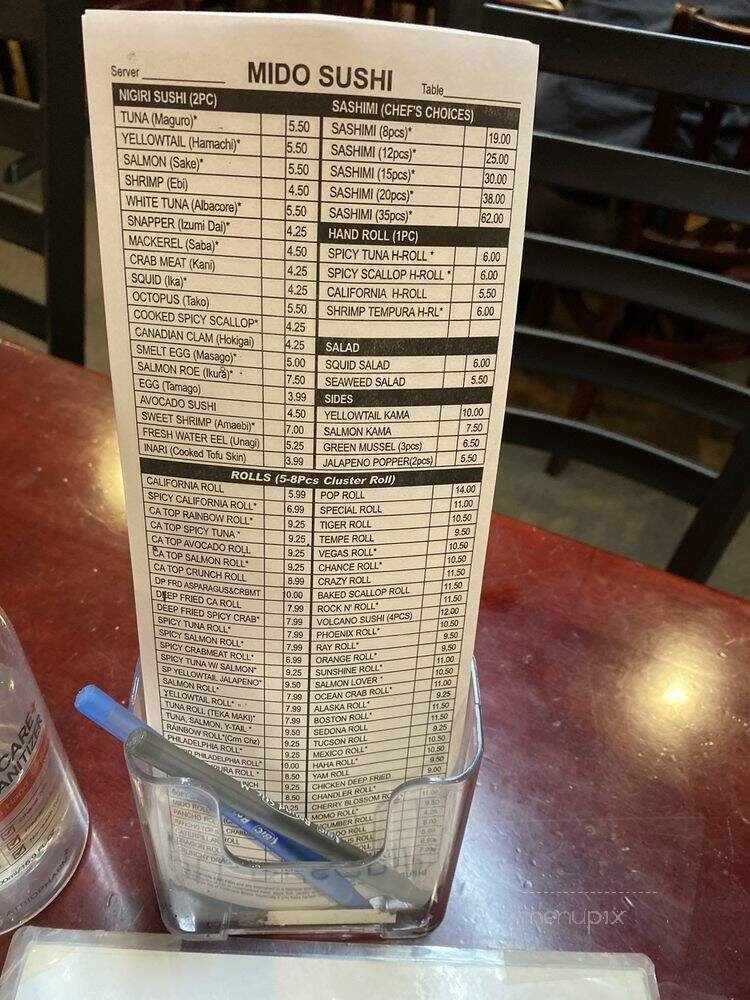 MIDO SUSHI
Server
Table
NIGIRI SUSHI (2PC)
TUNA (Maguro)* 5.50
YELLOWTAIL (Hamachi)* 5.50
SALMON (Sake)* 5.50
SHRIMP (Ebi) 4.50
WHITE TUNA (Albacore)* 5.50
SNAPPER (Izumi Dai)* 4.25
MACKEREL (Saba)* 4.50
CRAB MEAT (Kani) 4.25
SQUID (Ika)* 4.25
OCTOPUS (Tako) 5.50
COOKED SPICY SCALLOP* 4.25
CANADIAN CLAM (Hokigai) 4.25
SMELT EGG (Masago)* 5.00
SALMON ROE (Ikura)* 7.50
EGG (Tamago) 3.99
AVOCADO SUSHI 4.50
SWEET SHRIMP (Amaebi)* 7.00
FRESH WATER EEL (Unagi) 5.25
INARI (Cooked Tofu Skin) 3.99
SASHIMI (CHEF'S CHOICES)
SASHIMI (8pcs)* 19.00
SASHIMI (12pcs)* 25.00
SASHIMI (15pcs)* 30.00
SASHIMI (20pcs)* 38.00
SASHIMI (35pcs)* 62.00
HAND ROLL (1PC)
SPICY TUNA H-ROLL * 6.00
SPICY SCALLOP H-ROLL * 6.00
CALIFORNIA H-ROLL 5.50
SHRIMP TEMPURA H-RL* 6.00
SALAD
SQUID SALAD 6.00
SEAWEED SALAD 5.50
SIDES
YELLOWTAIL KAMA 10.00
SALMON KAMA 7.50
GREEN MUSSEL (3pcs) 6.50
JALAPENO POPPER(2pcs) 5.50
ROLLS (5-8Pcs Cluster Roll)
CALIFORNIA ROLL 5.99
SPICY CALIFORNIA ROLL* 6.99
CA TOP RAINBOW ROLL* 9.25
CA TOP SPICY TUNA * 9.25
CA TOP AVOCADO ROLL 9.25
CA TOP SALMON ROLL* 9.25
CA TOP CRUNCH ROLL 8.99
DP FRD ASPARAGUS&CRBMT 10.00
DEEP FRIED CA ROLL 7.99
DEEP FRIED SPICY CRAB* 7.99
SPICY TUNA ROLL* 7.99
SPICY SALMON ROLL* 7.99
SPICY CRABMEAT ROLL* 6.99
SPICY TUNA W/ SALMON* 9.25
SP YELLOWTAIL JALAPENO* 9.50
SALMON ROLL* 7.99
YELLOWTAIL ROLL* 7.99
TUNA ROLL (TEKA MAKI)* 7.99
TUNA, SALMON, Y-TAIL * 9.50
RAINBOW ROLL*(Crm Chz) 9.25
PHILADELPHIA ROLL* 10.00
PHILADELPHIA ROLL* 8.50
POP ROLL 14.00
SPECIAL ROLL 11.00
TIGER ROLL 10.50
TEMPE ROLL 9.50
VEGAS ROLL* 10.50
CHANCE ROLL* 10.50
CRAZY ROLL 11.50
BAKED SCALLOP ROLL 11.50
ROCK N' ROLL* 11.50
VOLCANO SUSHI (4PCS) 12.00
PHOENIX ROLL* 10.50
RAY ROLL* 9.50
ORANGE ROLL* 9.50
SUNSHINE ROLL* 11.00
SALMON LOVER * 10.50
OCEAN CRAB ROLL* 11.00
ALASKA ROLL* 9.25
BOSTON ROLL* 11.50
SEDONA ROLL 11.50
TUCSON ROLL 9.25
MEXICO ROLL* 10.50
HAHA ROLL* 10.50
YAM ROLL 9.50
CHICKEN DEEP FRIED 9.00
CHANDLER ROLL*
CHERRY BLOSSOM
MOMO ROLL*
CUMBER ROLL
CARE
ANITIZER
menupix